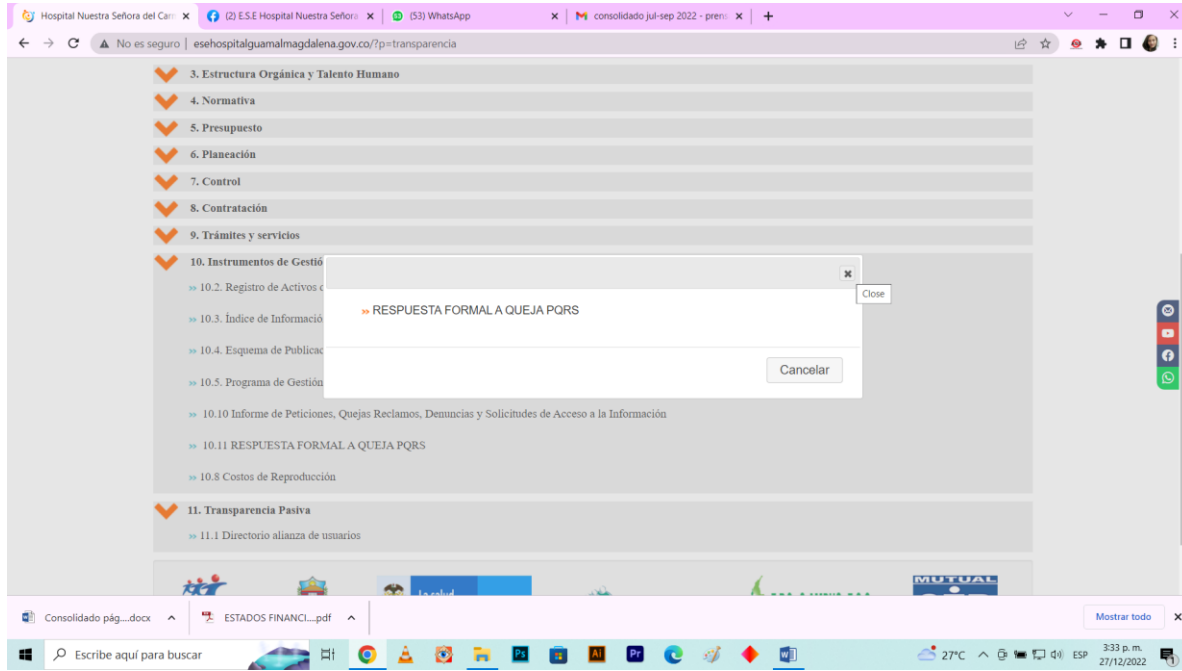 Hospital Nuestra Señora del Carm
(2) E.S.E Hospital Nuestra Señora
(53) WhatsApp
consolidado jul-sep 2022 - prens
No es seguro
esehospitalguamalmagdalena.gov.co/?p=transparencia
3. Estructura Orgánica y Talento Humano
4. Normativa
5. Presupuesto
6. Planeación
7. Control
8. Contratación
9. Trámites y servicios
10. Instrumentos de Gestió
Close
» RESPUESTA FORMAL A QUEJA PQRS
Cancelar
» 10.2. Registro de Activos
» 10.3. Índice de Informació
» 10.4. Esquema de Publicac
» 10.5. Programa de Gestión
» 10.10 Informe de Peticiones, Quejas Reclamos, Denuncias y Solicitudes de Acceso a la Información
» 10.11 RESPUESTA FORMAL A QUEJA PQRS
» 10.8 Costos de Reproducción
11. Transparencia Pasiva
» 11.1 Directorio alianza de usuarios
La salud
MUTUAL
Consolidado pág....docx
ESTADOS FINANCI....pdf
Mostrar todo
Escribe aquí para buscar
Ps
Ai
Pr
27°C
ESP
3:33 p. m.
27/12/2022